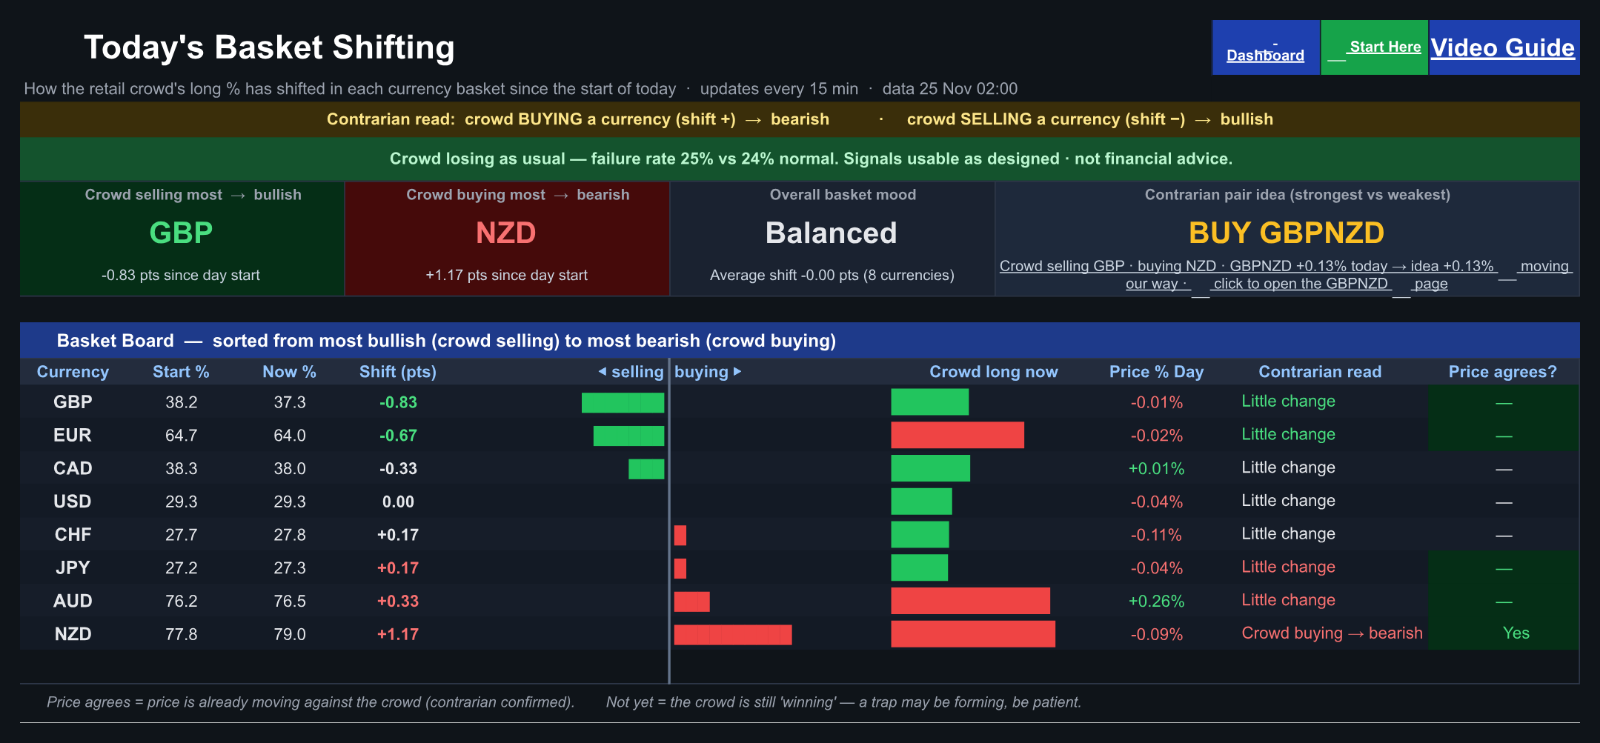 Today's Basket Shifting
Dashboard
Start Here
Video Guide
How the retail crowd's long % has shifted in each currency basket since the start of today · updates every 15 min · data 25 Nov 02:00
Contrarian read: crowd BUYING a currency (shift +) → bearish · crowd SELLING a currency (shift −) → bullish
Crowd losing as usual — failure rate 25% vs 24% normal. Signals usable as designed · not financial advice.
Crowd selling most → bullish
GBP
-0.83 pts since day start
Crowd buying most → bearish
NZD
+1.17 pts since day start
Overall basket mood
Balanced
Average shift -0.00 pts (8 currencies)
Contrarian pair idea (strongest vs weakest)
BUY GBPNZD
Crowd selling GBP · buying NZD · GBPNZD +0.13% today → idea +0.13% moving
our way · click to open the GBPNZD page
Basket Board — sorted from most bullish (crowd selling) to most bearish (crowd buying)
Currency Start % Now % Shift (pts) ◀ selling buying ▶ Crowd long now Price % Day Contrarian read Price agrees?
GBP 38.2 37.3 -0.83 -0.01% Little change —
EUR 64.7 64.0 -0.67 -0.02% Little change —
CAD 38.3 38.0 -0.33 +0.01% Little change —
USD 29.3 29.3 0.00 -0.04% Little change —
CHF 27.7 27.8 +0.17 -0.11% Little change —
JPY 27.2 27.3 +0.17 -0.04% Little change —
AUD 76.2 76.5 +0.33 +0.26% Little change —
NZD 77.8 79.0 +1.17 -0.09% Crowd buying → bearish Yes
Price agrees = price is already moving against the crowd (contrarian confirmed). Not yet = the crowd is still 'winning' — a trap may be forming, be patient.